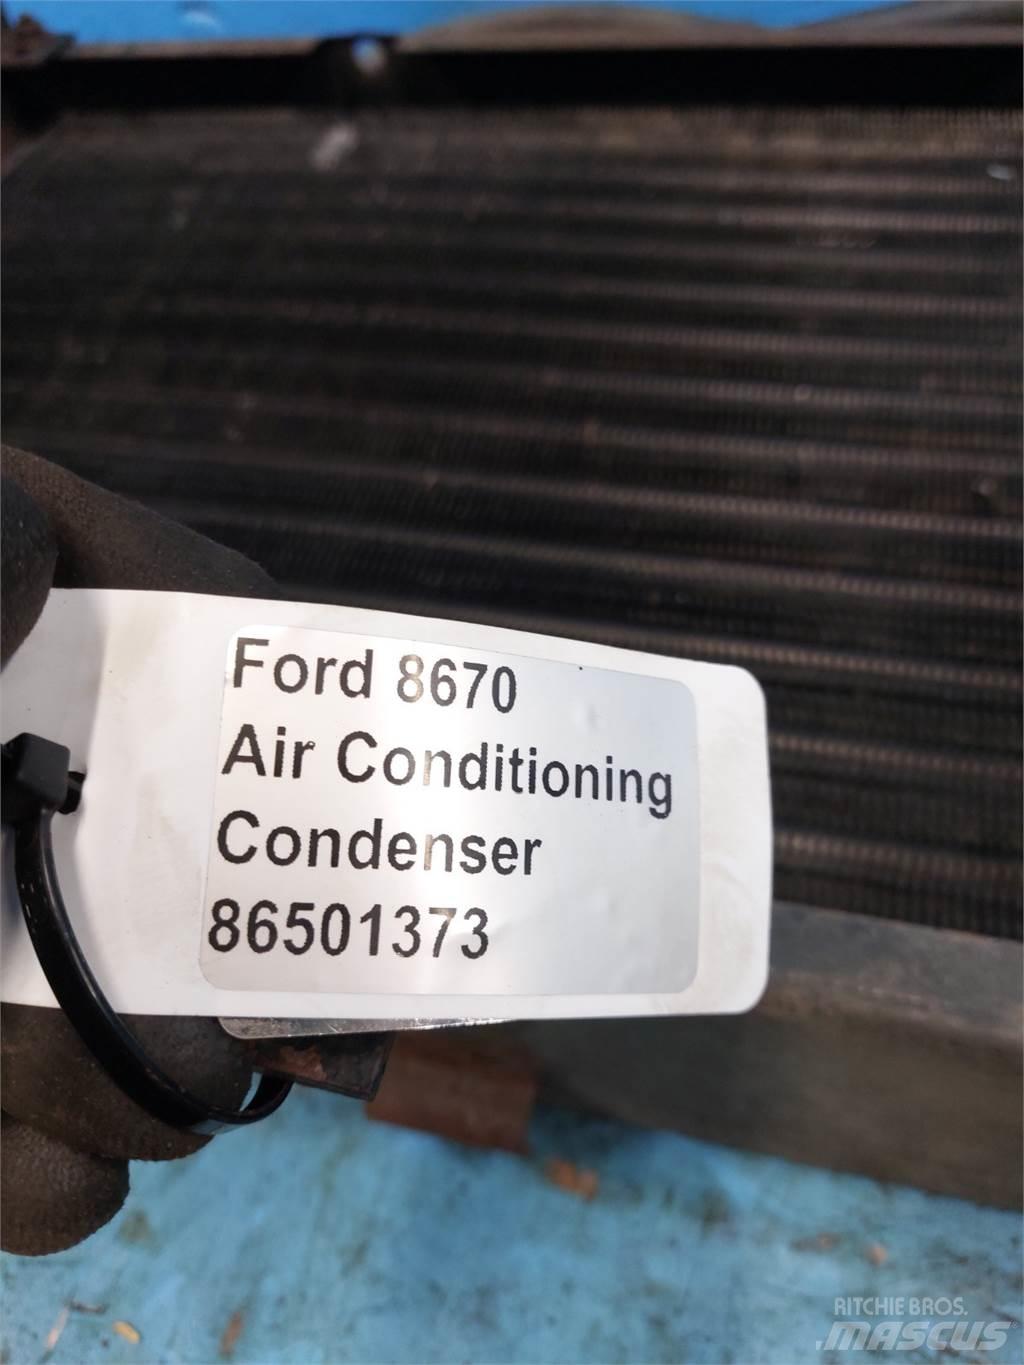 Ford 8670
Air Conditioning
Condenser
86501373
RITCHIE BROS.
MASCUS